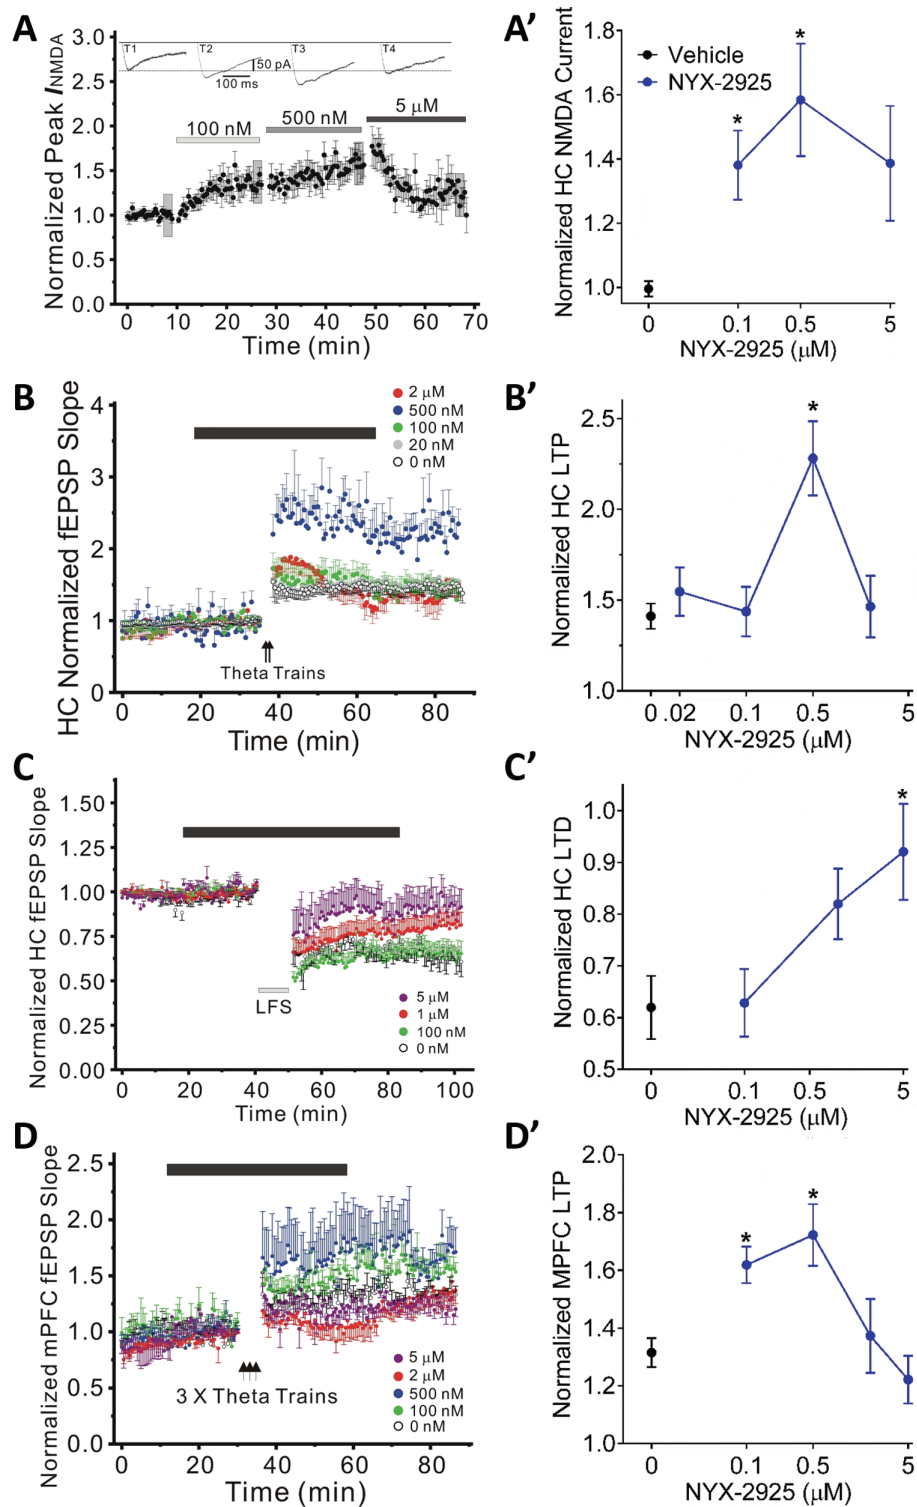 A
Normalized Peak I NMDA
3.0
2.5
2.0
1.5
1.0
0.5
0.0
T1
T2
T3
T4
50 pA
100 ms
100 nM
500 nM
5 μM
0 10 20 30 40 50 60 70
Time (min)
A′
Normalized HC NMDA Current
1.8
1.6
1.4
1.2
1.0
Vehicle
NYX-2925
*
*
0 0.1 0.5 5
NYX-2925 (μM)
B
HC Normalized fEPSP Slope
4
3
2
1
0
2 μM
500 nM
100 nM
20 nM
0 nM
Theta Trains
0 20 40 60 80
Time (min)
B′
Normalized HC LTP
2.5
2.0
1.5
1.0
*
0 .02 0.1 0.5 5
NYX-2925 (μM)
C
Normalized HC fEPSP Slope
1.50
1.25
1.00
0.75
0.50
0.25
0.00
LFS
5 μM
1 μM
100 nM
0 nM
0 20 40 60 80 100
Time (min)
C′
Normalized HC LTD
1.0
0.9
0.8
0.7
0.6
0.5
*
0 0.1 0.5 5
NYX-2925 (μM)
D
Normalized mPFC fEPSP Slope
2.5
2.0
1.5
1.0
0.5
0.0
3 X Theta Trains
5 μM
2 μM
500 nM
100 nM
0 nM
0 20 40 60 80
Time (min)
D′
Normalized MPFC LTP
2.0
1.8
1.6
1.4
1.2
1.0
*
*
0 0.1 0.5 5
NYX-2925 (μM)